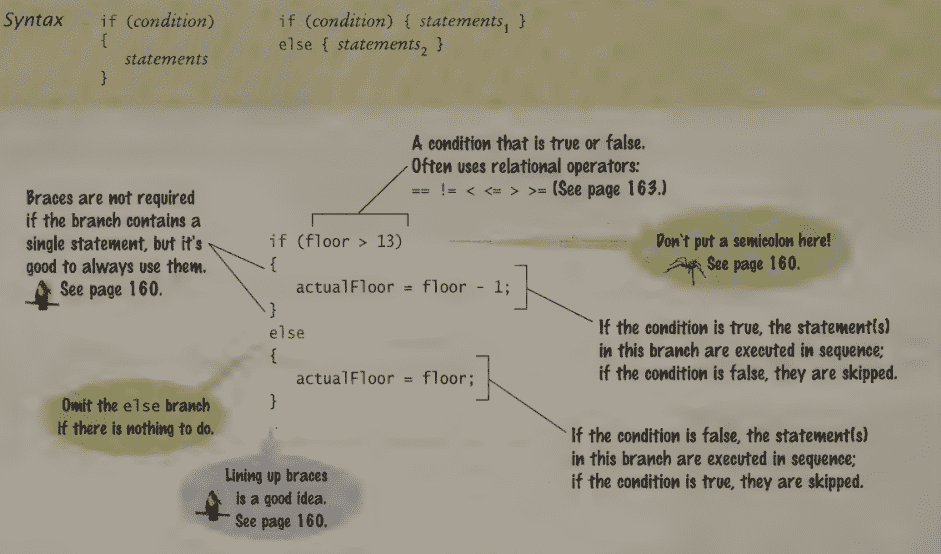 Syntax
if (condition)
{
statements
}
if (condition) { statements1 }
else { statements2 }
A condition that is true or false.
Often uses relational operators:
== != < <= > >= (See page 163.)
Braces are not required
if the branch contains a
single statement, but it's
good to always use them.
See page 160.
if (floor > 13)
{
actualFloor = floor - 1;
}
else
{
actualFloor = floor;
}
Don't put a semicolon here!
See page 160.
If the condition is true, the statement(s)
in this branch are executed in sequence;
if the condition is false, they are skipped.
Omit the else branch
if there is nothing to do.
If the condition is false, the statement(s)
in this branch are executed in sequence;
if the condition is true, they are skipped.
Lining up braces
is a good idea.
See page 160.